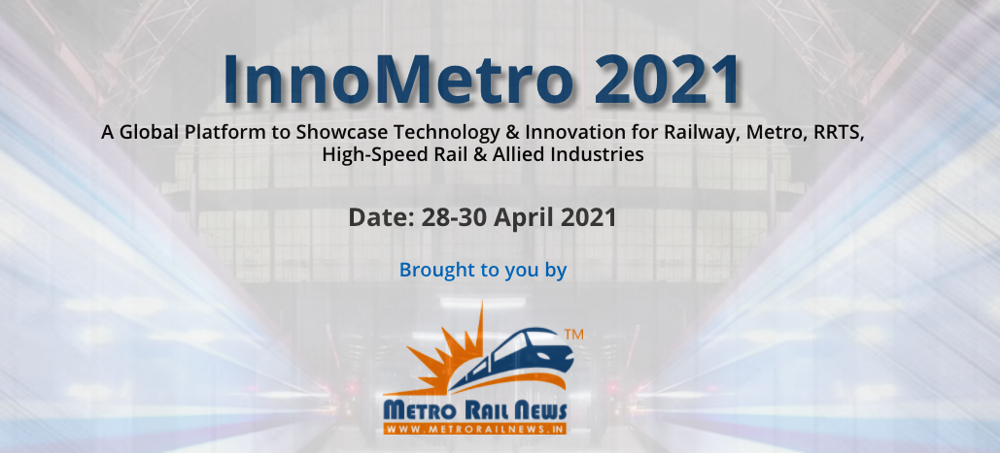 InnoMetro 2021
A Global Platform to Showcase Technology & Innovation for Railway, Metro, RRTS,
High-Speed Rail & Allied Industries
Date: 28-30 April 2021
Brought to you by
TM
METRO RAIL NEWS
WWW.METRORAILNEWS.IN